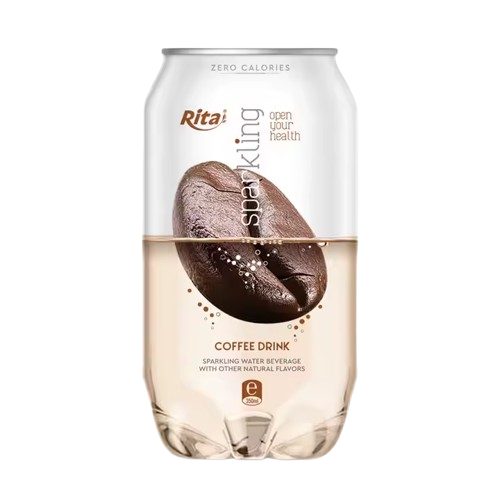 ZERO CALORIES
Rita
sparkling
open
your
health
COFFEE DRINK
SPARKLING WATER BEVERAGE
WITH OTHER NATURAL FLAVORS
e